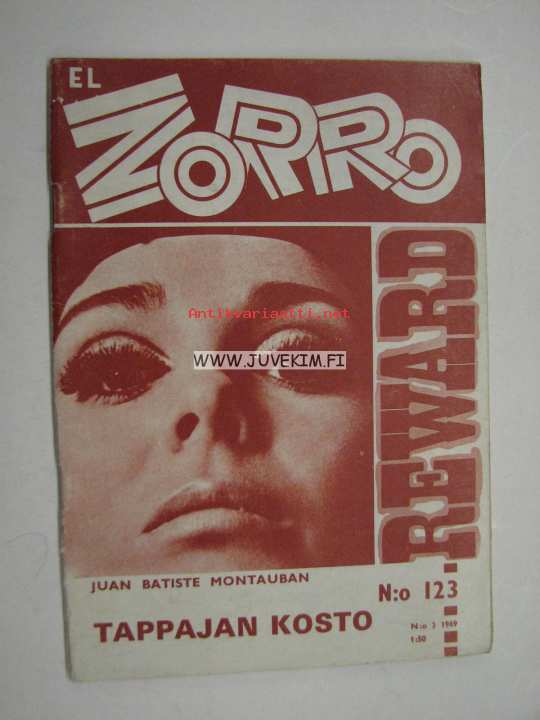 EL
ZORRO
REWARD
Antikvariaatti.net
WWW.JUVEKIM.FI
JUAN BATISTE MONTAUBAN
N:o 123
TAPPAJAN KOSTO
N:o 3 1969
1:50